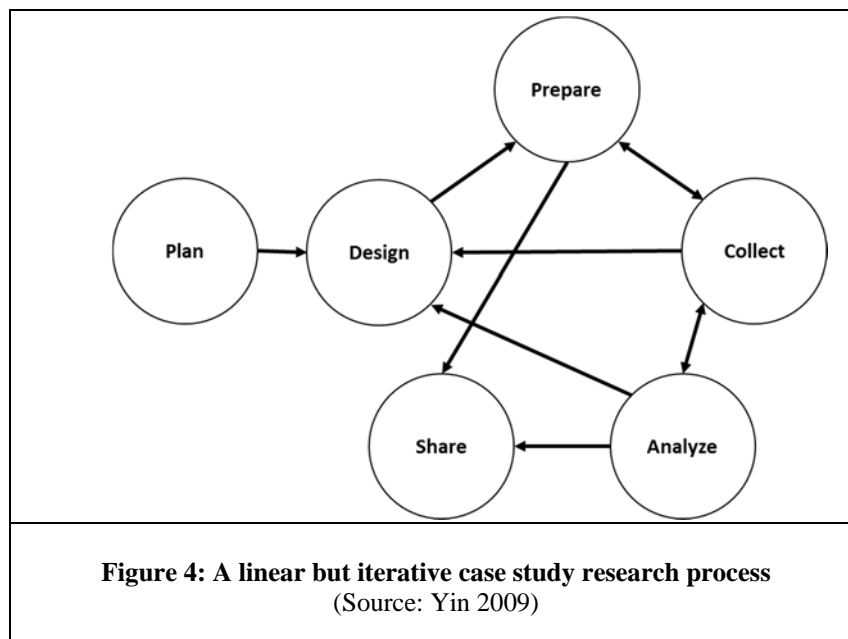 Prepare
Plan
Design
Collect
Share
Analyze
Figure 4: A linear but iterative case study research process
(Source: Yin 2009)